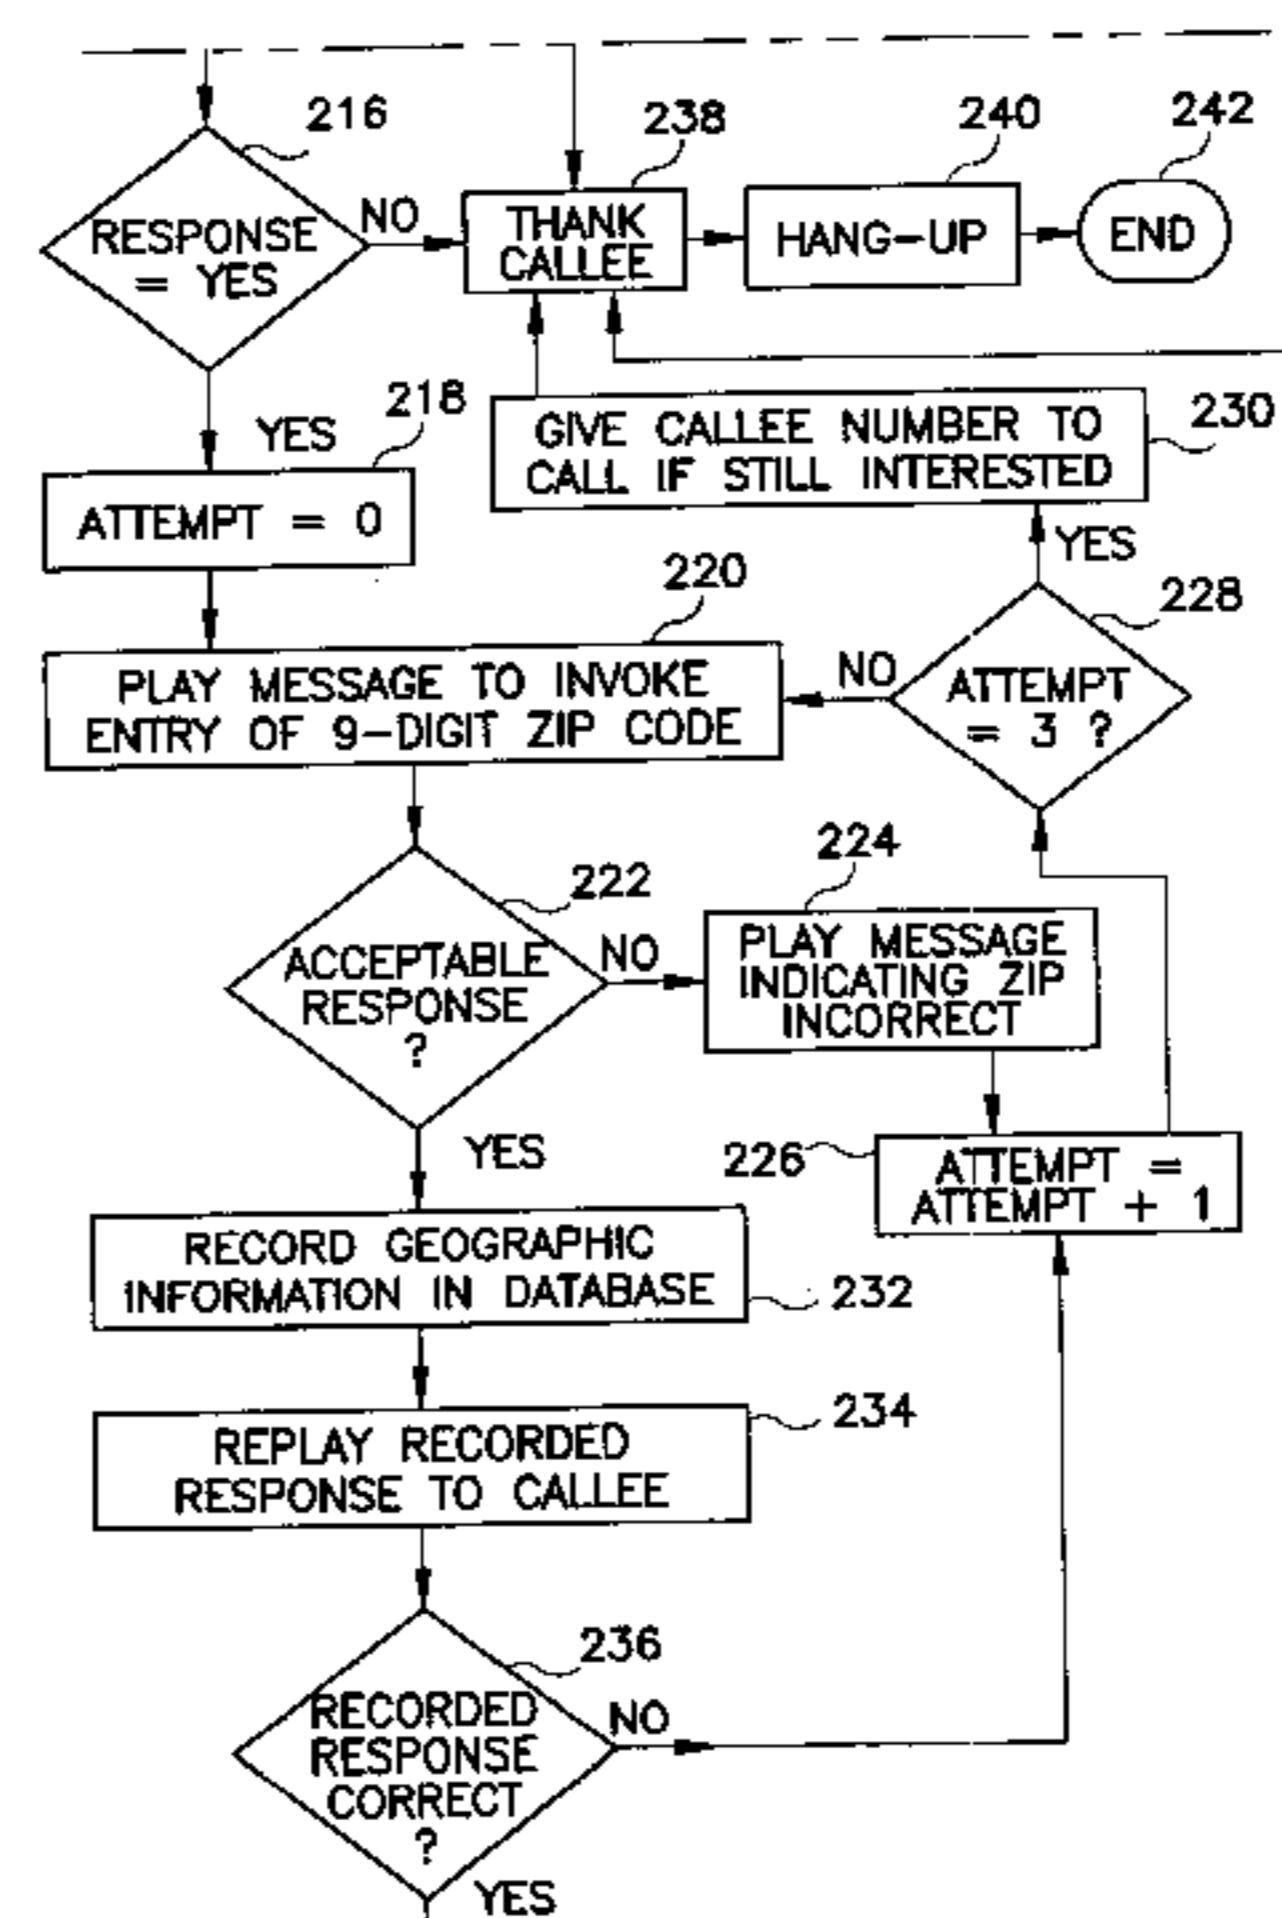 216
238
240
242
RESPONSE
= YES
NO
THANK
CALLEE
HANG-UP
END
YES
218
ATTEMPT = 0
GIVE CALLEE NUMBER TO
CALL IF STILL INTERESTED
230
YES
220
228
PLAY MESSAGE TO INVOKE
ENTRY OF 9-DIGIT ZIP CODE
NO
ATTEMPT
= 3 ?
222
224
ACCEPTABLE
RESPONSE
?
NO
PLAY MESSAGE
INDICATING ZIP
INCORRECT
YES
226
ATTEMPT =
ATTEMPT + 1
RECORD GEOGRAPHIC
INFORMATION IN DATABASE
232
234
REPLAY RECORDED
RESPONSE TO CALLEE
236
RECORDED
RESPONSE
CORRECT
?
NO
YES